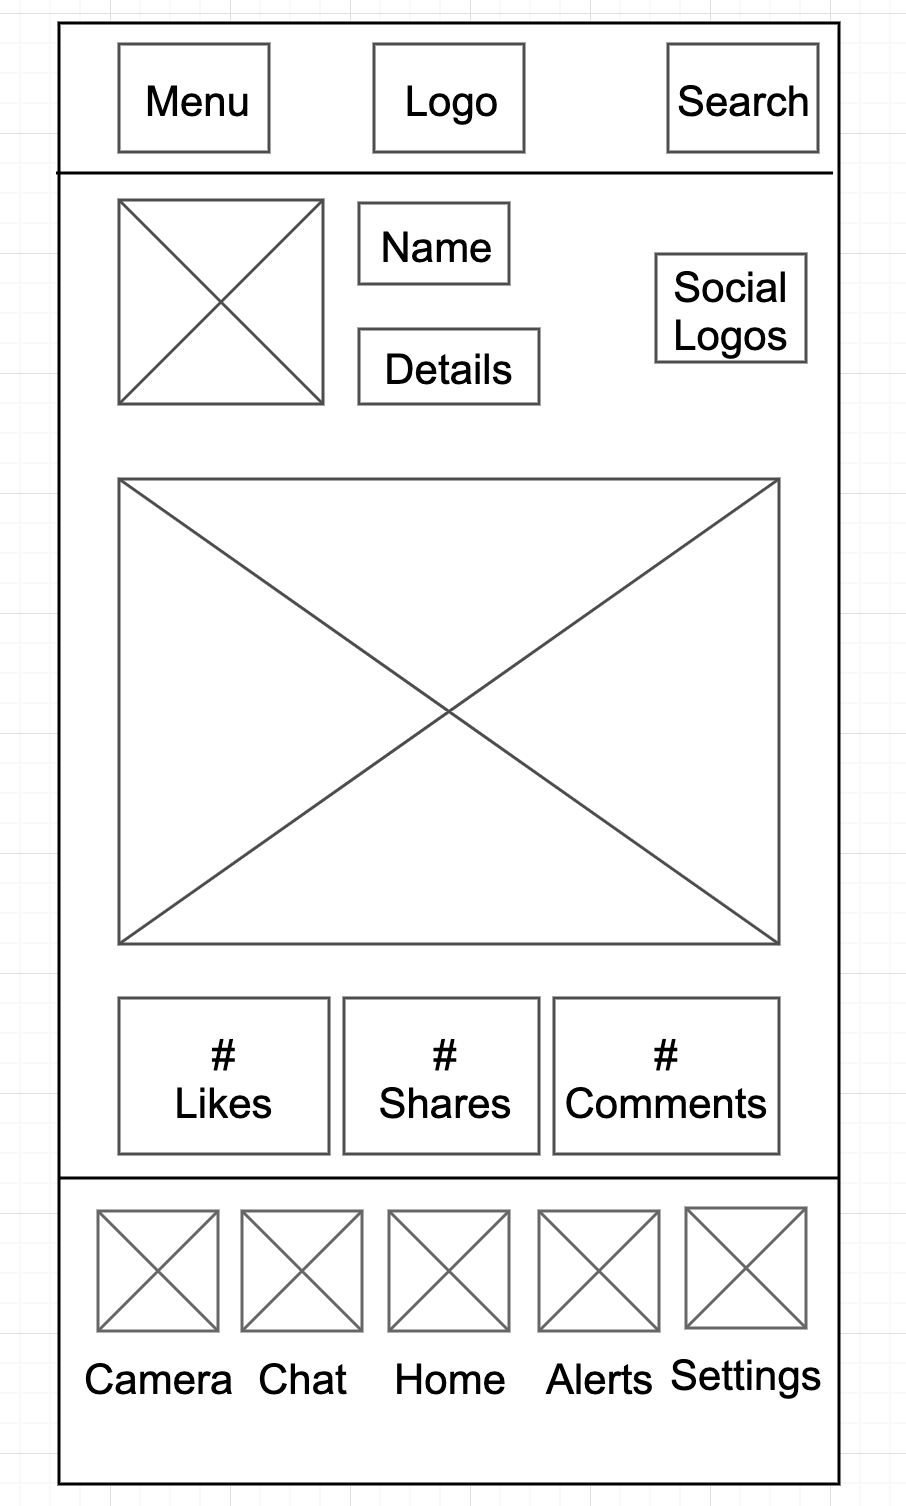 Menu
Logo
Search
Name
Details
Social
Logos
#
Likes
#
Shares
#
Comments
Camera
Chat
Home
Alerts
Settings